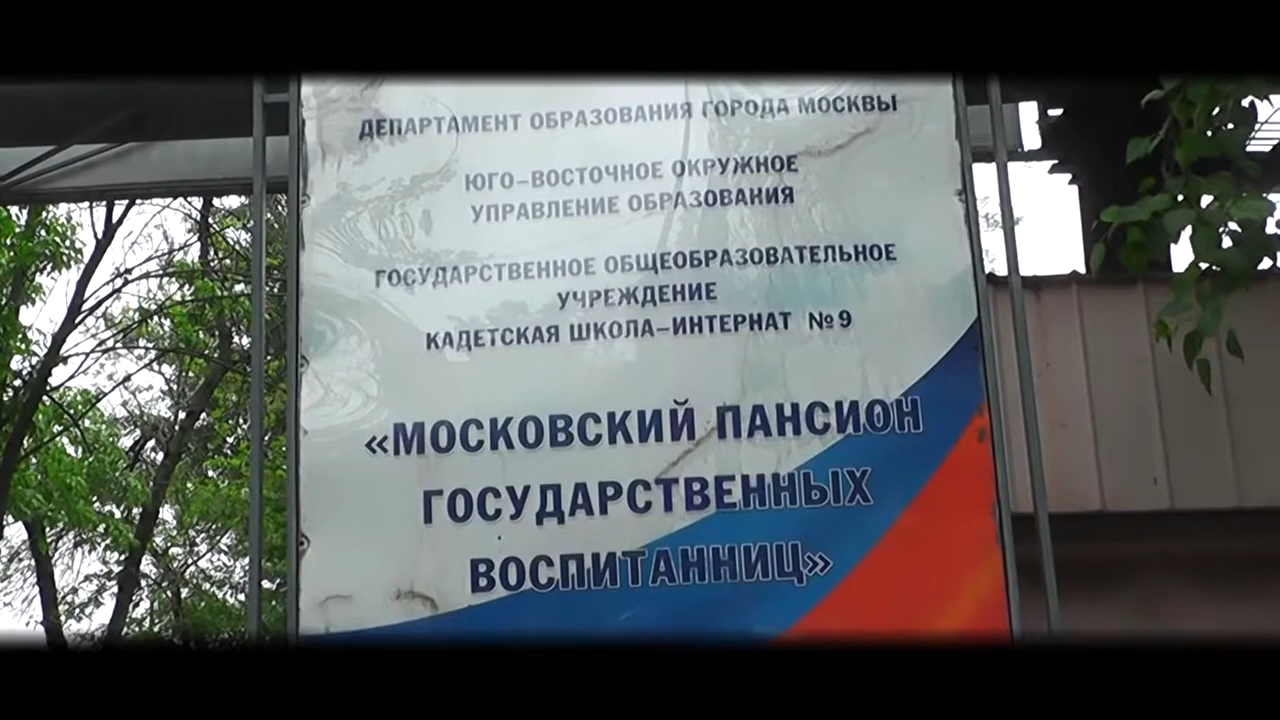 ДЕПАРТАМЕНТ ОБРАЗОВАНИЯ ГОРОДА МОСКВЫ
ЮГО-ВОСТОЧНОЕ ОКРУЖНОЕ
УПРАВЛЕНИЕ ОБРАЗОВАНИЯ
ГОСУДАРСТВЕННОЕ ОБЩЕОБРАЗОВАТЕЛЬНОЕ
УЧРЕЖДЕНИЕ
КАДЕТСКАЯ ШКОЛА-ИНТЕРНАТ №9
«МОСКОВСКИЙ ПАНСИОН
ГОСУДАРСТВЕННЫХ
ВОСПИТАННИЦ»